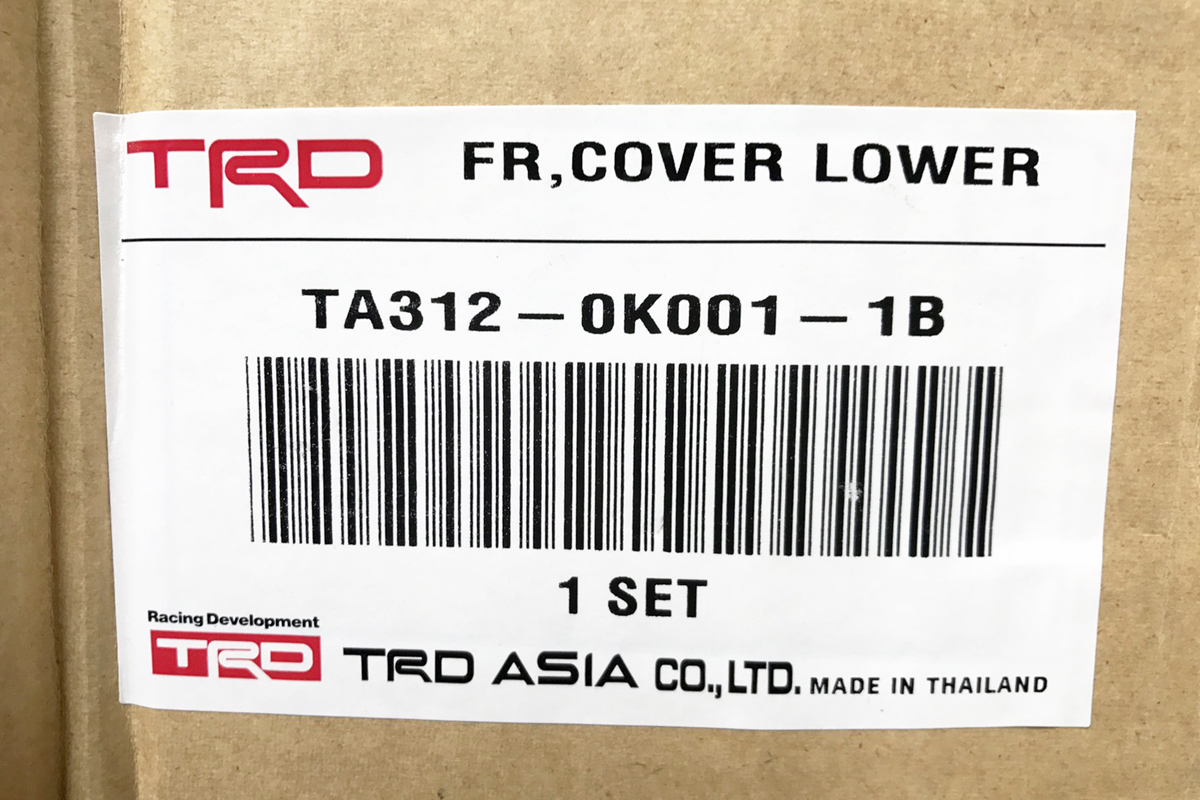 TRD FR,COVER LOWER
TA312-0K001-1B
1 SET
Racing Development
TRD TRD ASIA CO.,LTD. MADE IN THAILAND